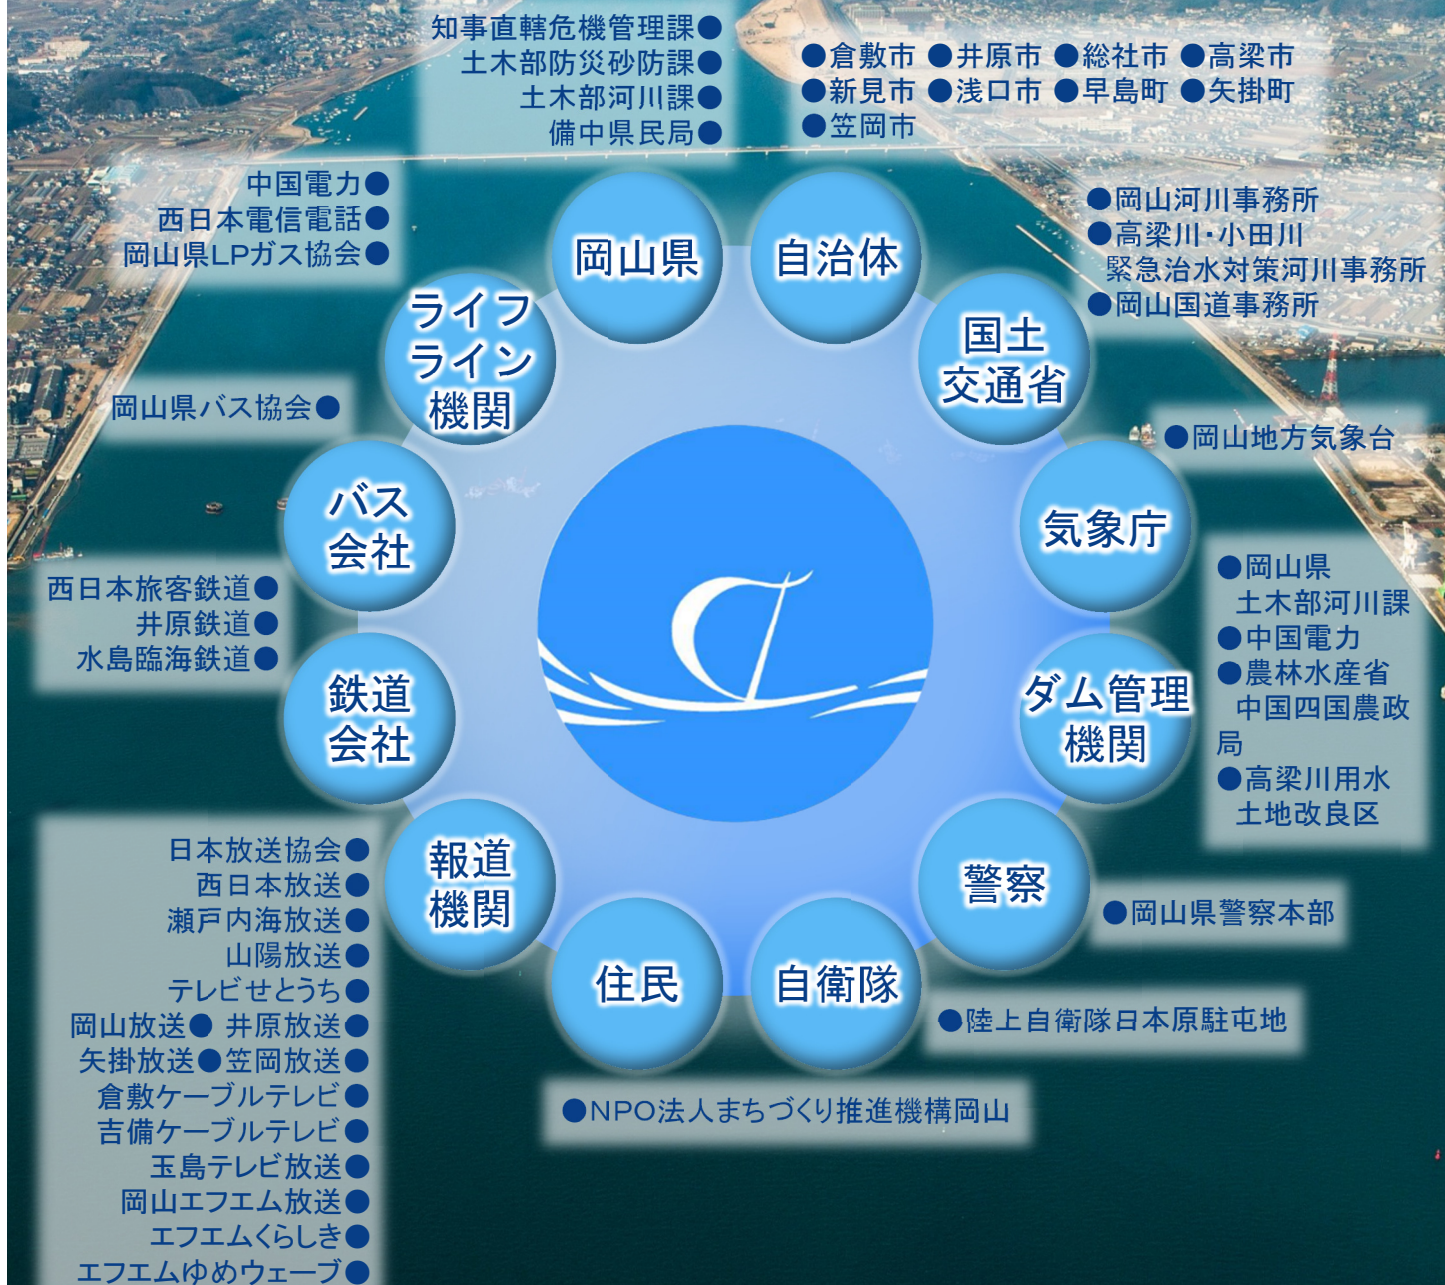 知事直轄危機管理課●
土木部防災砂防課●
土木部河川課●
備中県民局●
●倉敷市 ●井原市 ●総社市 ●高梁市
●新見市 ●浅口市 ●早島町 ●矢掛町
●笠岡市
中国電力●
西日本電信電話●
岡山県LPガス協会●
岡山県
自治体
●岡山河川事務所
●高梁川・小田川
緊急治水対策河川事務所
●岡山国道事務所
ライフ
ライン
機関
国土
交通省
岡山県バス協会●
●岡山地方気象台
バス
会社
気象庁
西日本旅客鉄道●
井原鉄道●
水島臨海鉄道●
●岡山県
土木部河川課
●中国電力
●農林水産省
中国四国農政
局
●高梁川用水
土地改良区
鉄道
会社
ダム管理
機関
日本放送協会●
西日本放送●
瀬戸内海放送●
山陽放送●
テレビせとうち●
岡山放送● 井原放送●
矢掛放送●笠岡放送●
倉敷ケーブルテレビ●
吉備ケーブルテレビ●
玉島テレビ放送●
岡山エフエム放送●
エフエムくらしき●
エフエムゆめウェーブ●
報道
機関
警察
●岡山県警察本部
住民
自衛隊
●陸上自衛隊日本原駐屯地
●NPO法人まちづくり推進機構岡山